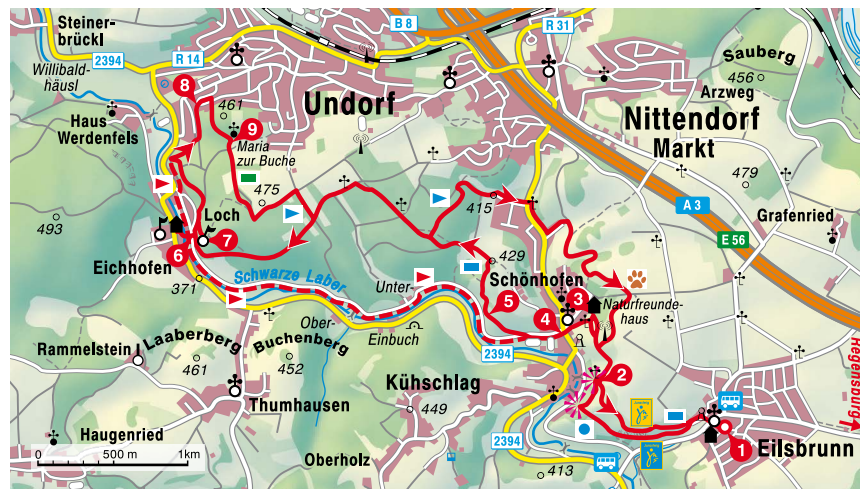 Steiner-
brückl
2394
R 14
B 8
R 31
Willibald-
häusl
8
461
Undorf
Sauberg
456
Arzweg
Haus
Werdenfels
9
Maria
zur Buche
Nittendorf
Markt
475
415
479
A 3
493
Loch
7
6
Eichhofen
371
429
Grafenried
E 56
Schwarze Laber
Unter-
Schönhofen
3
5
4
Naturfreunde-
haus
Ober-
Einbuch
Laaberberg
Rammelstein
461
Buchenberg
452
2394
2
Regensburg
Kühschlag
Thumhausen
449
Haugenried
2394
1
Eilsbrunn
Oberholz
413
0
500 m
1km